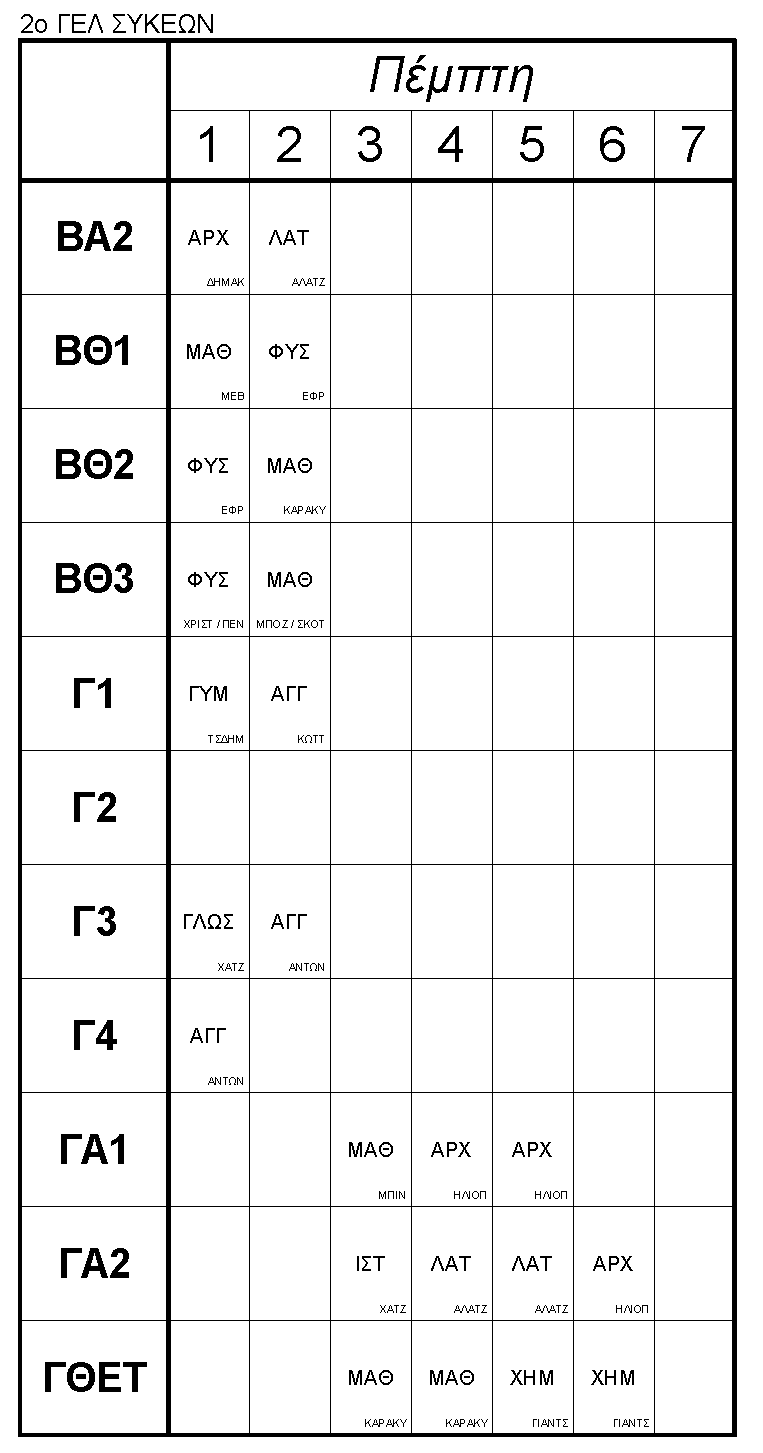 2ο ΓΕΛ ΣΥΚΕΩΝ
Πέμπτη
1 2 3 4 5 6 7
ΒΑ2 ΑΡΧ ΛΑΤ
ΔΗΜΑΚ ΑΛΑΤΖ
ΒΘ1 ΜΑΘ ΦΥΣ
ΜΕΒ ΕΦΡ
ΒΘ2 ΦΥΣ ΜΑΘ
ΕΦΡ ΚΑΡΑΚΥ
ΒΘ3 ΦΥΣ ΜΑΘ
ΧΡΙΣΤ / ΠΕΝ ΜΠΟΖ / ΣΚΟΤ
Γ1 ΓΥΜ ΑΓΓ
ΤΣΔΗΜ ΚΩΤΤ
Γ2
Γ3 ΓΛΩΣ ΑΓΓ
ΧΑΤΖ ΑΝΤΩΝ
Γ4 ΑΓΓ
ΑΝΤΩΝ
ΓΑ1 ΜΑΘ ΑΡΧ ΑΡΧ
ΜΠΙΝ ΗΛΙΟΠ ΗΛΙΟΠ
ΓΑ2 ΙΣΤ ΛΑΤ ΛΑΤ ΑΡΧ
ΧΑΤΖ ΑΛΑΤΖ ΑΛΑΤΖ ΗΛΙΟΠ
ΓΘΕΤ ΜΑΘ ΜΑΘ ΧΗΜ ΧΗΜ
ΚΑΡΑΚΥ ΚΑΡΑΚΥ ΓΙΑΝΤΣ ΓΙΑΝΤΣ